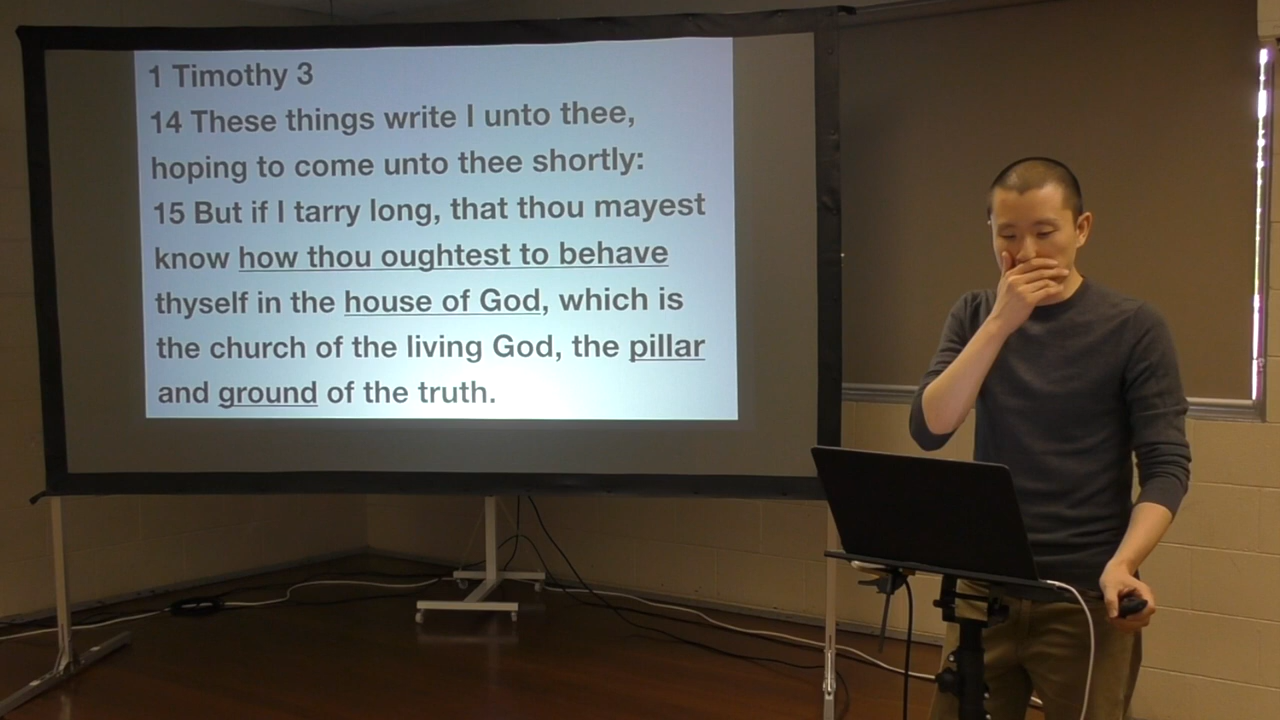 1 Timothy 3
14 These things write I unto thee,
hoping to come unto thee shortly:
15 But if I tarry long, that thou mayest
know how thou oughtest to behave
thyself in the house of God, which is
the church of the living God, the pillar
and ground of the truth.